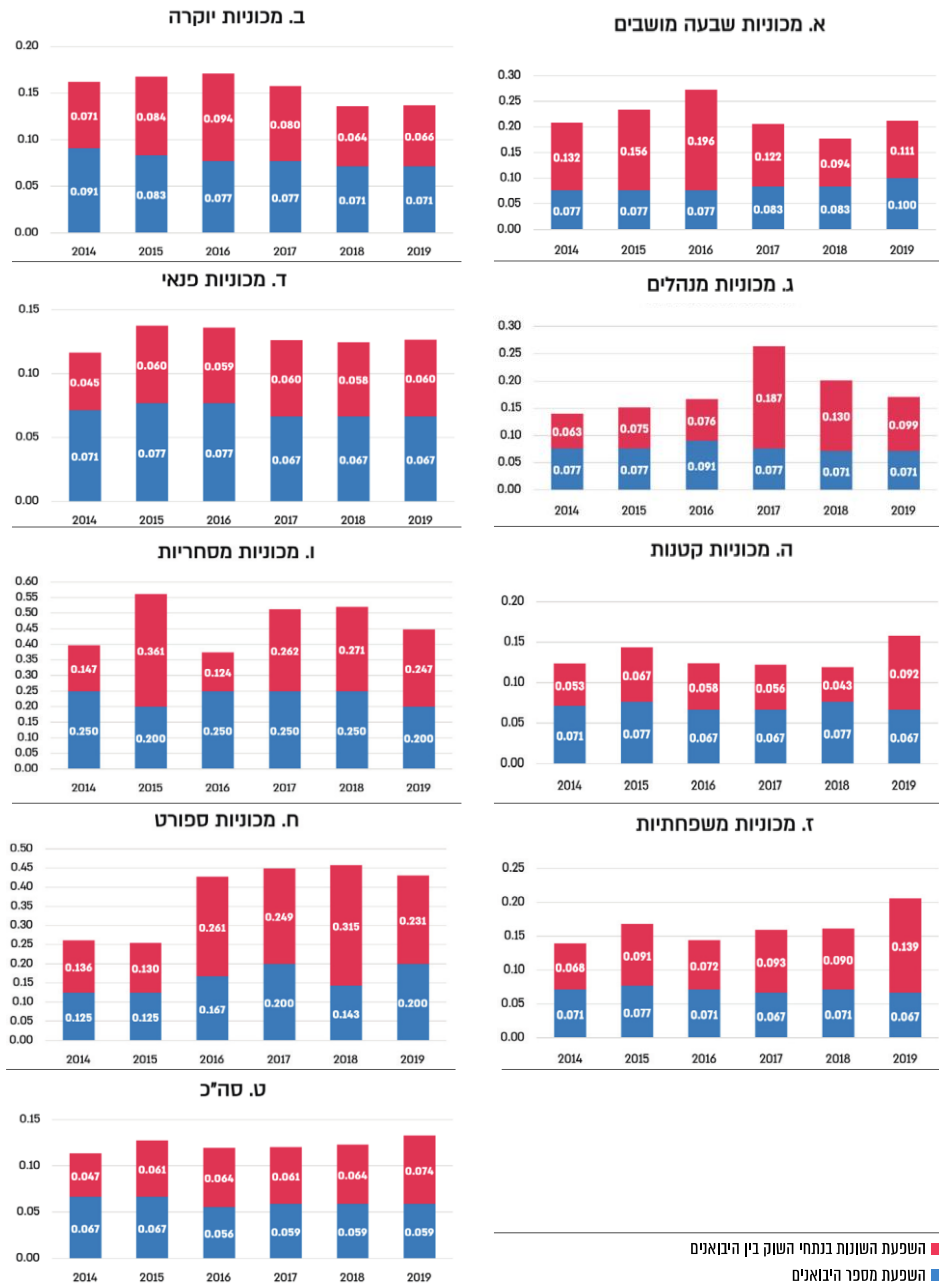 א. מכוניות שבעה מושבים
0.30
0.25
0.20
0.15
0.10
0.05
0.00
0.132 0.156 0.196 0.122 0.094 0.111
0.077 0.077 0.077 0.083 0.083 0.100
2014 2015 2016 2017 2018 2019
ב. מכוניות יוקרה
0.20
0.15
0.10
0.05
0.00
0.071 0.084 0.094 0.080 0.064 0.066
0.091 0.083 0.077 0.077 0.071 0.071
2014 2015 2016 2017 2018 2019
ג. מכוניות מנהלים
0.30
0.25
0.20
0.15
0.10
0.05
0.00
0.063 0.075 0.076 0.187 0.130 0.099
0.077 0.077 0.091 0.077 0.071 0.071
2014 2015 2016 2017 2018 2019
ד. מכוניות פנאי
0.15
0.10
0.05
0.00
0.045 0.060 0.059 0.060 0.058 0.060
0.071 0.077 0.077 0.067 0.067 0.067
2014 2015 2016 2017 2018 2019
ה. מכוניות קטנות
0.20
0.15
0.10
0.05
0.00
0.053 0.067 0.058 0.056 0.043 0.092
0.071 0.077 0.067 0.067 0.077 0.067
2014 2015 2016 2017 2018 2019
ו. מכוניות מסחריות
0.60
0.55
0.50
0.45
0.40
0.35
0.30
0.25
0.20
0.15
0.10
0.05
0.00
0.147 0.361 0.124 0.262 0.271 0.247
0.250 0.200 0.250 0.250 0.250 0.200
2014 2015 2016 2017 2018 2019
ז. מכוניות משפחתיות
0.25
0.20
0.15
0.10
0.05
0.00
0.068 0.091 0.072 0.093 0.090 0.139
0.071 0.077 0.071 0.067 0.071 0.067
2014 2015 2016 2017 2018 2019
ח. מכוניות ספורט
0.50
0.45
0.40
0.35
0.30
0.25
0.20
0.15
0.10
0.05
0.00
0.136 0.130 0.261 0.249 0.315 0.231
0.125 0.125 0.167 0.200 0.143 0.200
2014 2015 2016 2017 2018 2019
ט. סה"כ
0.15
0.10
0.05
0.00
0.047 0.061 0.064 0.061 0.064 0.074
0.067 0.067 0.056 0.059 0.059 0.059
2014 2015 2016 2017 2018 2019
השפעת השונות בנתחי השוק בין היבואנים
השפעת מספר היבואנים